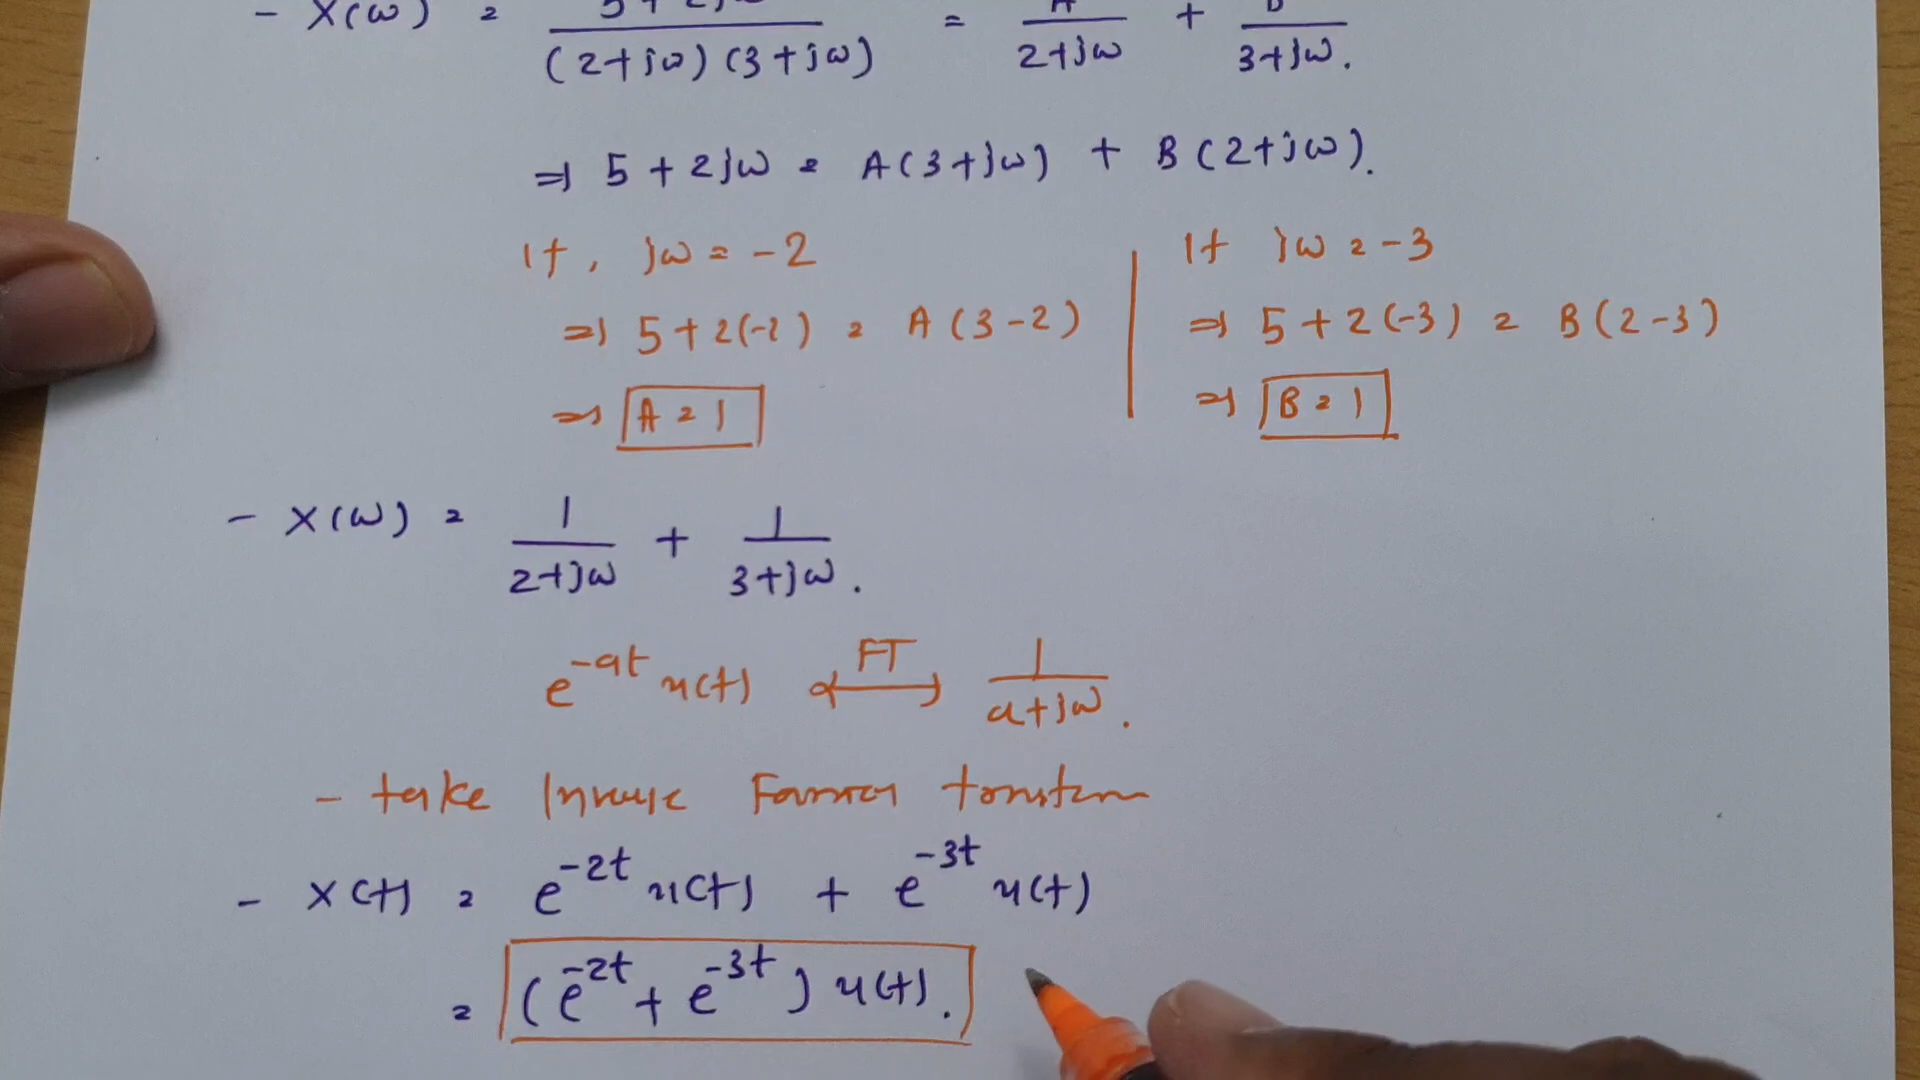 - X(ω) = 5+2jω / (2+jω)(3+jω) = A / 2+jω + B / 3+jω.
⇒ 5+2jω = A(3+jω) + B(2+jω).
If, jω = -2
⇒ 5+2(-2) = A(3-2)
⇒ A = 1
If jω = -3
⇒ 5+2(-3) = B(2-3)
⇒ B = 1
- X(ω) = 1 / 2+jω + 1 / 3+jω.
e^-at u(t) ←FT→ 1 / a+jω.
- take Inverse Fourier transform
- x(t) = e^-2t u(t) + e^-3t u(t)
= (e^-2t + e^-3t) u(t).